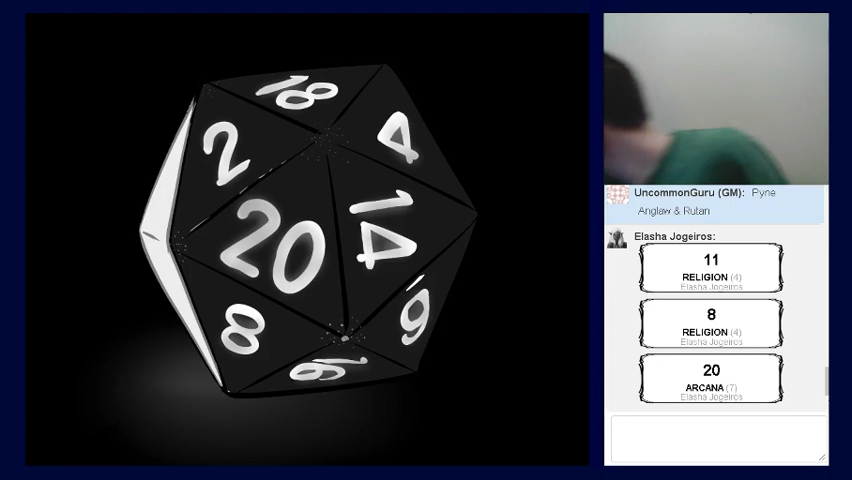 18
2
4
20
14
8
9
16
UncommonGuru (GM): Pyne
Anglaw & Rutan
Elasha Jogeiros:
11
RELIGION (4)
Elasha Jogeiros
8
RELIGION (4)
Elasha Jogeiros
20
ARCANA (7)
Elasha Jogeiros